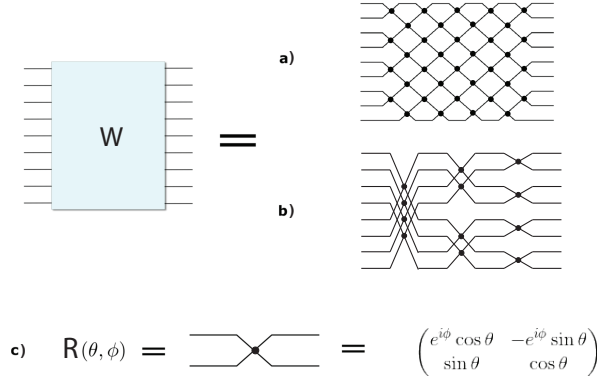 a)
W
=
b)
c) R(θ, ϕ) = = (e^{iϕ} cos θ -e^{iϕ} sin θ
sin θ cos θ)